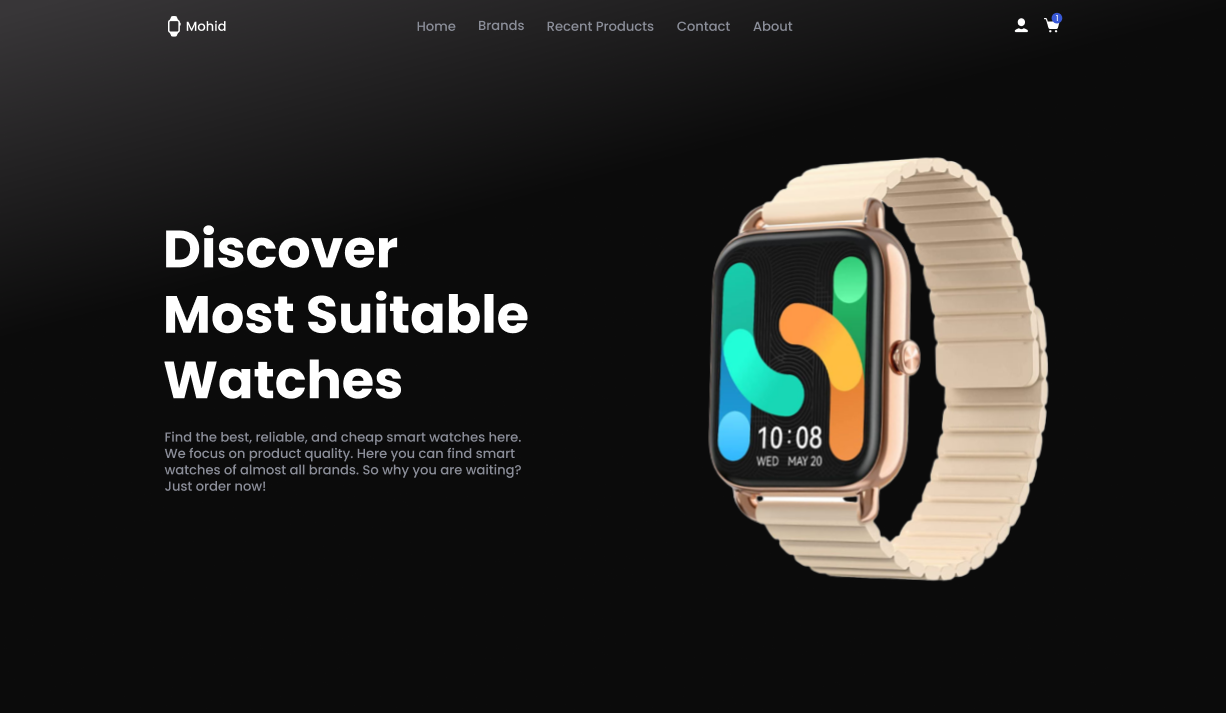 Mohid
Home Brands Recent Products Contact About
1
Discover
Most Suitable
Watches
Find the best, reliable, and cheap smart watches here.
We focus on product quality. Here you can find smart
watches of almost all brands. So why you are waiting?
Just order now!
10:08
WED MAY 20